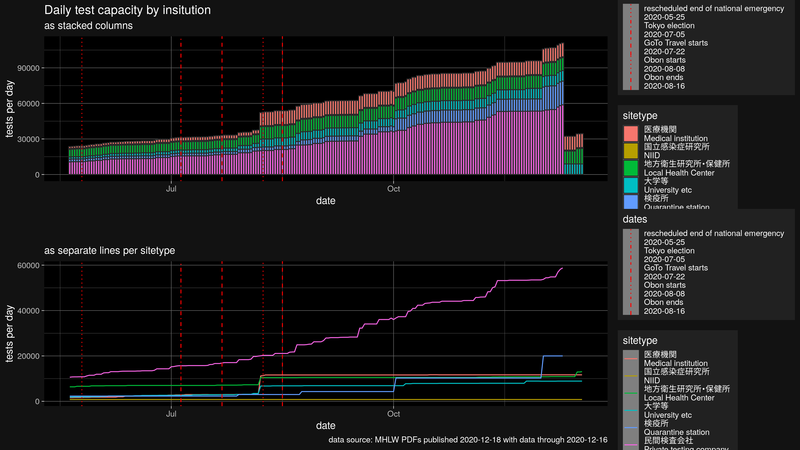 Daily test capacity by insitution
as stacked columns
tests per day
90000
60000
30000
0
Jul
Oct
date
rescheduled end of national emergency
2020-05-25
Tokyo election
2020-07-05
GoTo Travel starts
2020-07-22
Obon starts
2020-08-08
Obon ends
2020-08-16
sitetype
医療機関
Medical institution
国立感染症研究所
NIID
地方衛生研究所・保健所
Local Health Center
大学等
University etc
検疫所
Quarantine station
as separate lines per sitetype
tests per day
60000
40000
20000
0
Jul
Oct
date
dates
rescheduled end of national emergency
2020-05-25
Tokyo election
2020-07-05
GoTo Travel starts
2020-07-22
Obon starts
2020-08-08
Obon ends
2020-08-16
sitetype
医療機関
Medical institution
国立感染症研究所
NIID
地方衛生研究所・保健所
Local Health Center
大学等
University etc
検疫所
Quarantine station
民間検査会社
Private testing company
data source: MHLW PDFs published 2020-12-18 with data through 2020-12-16